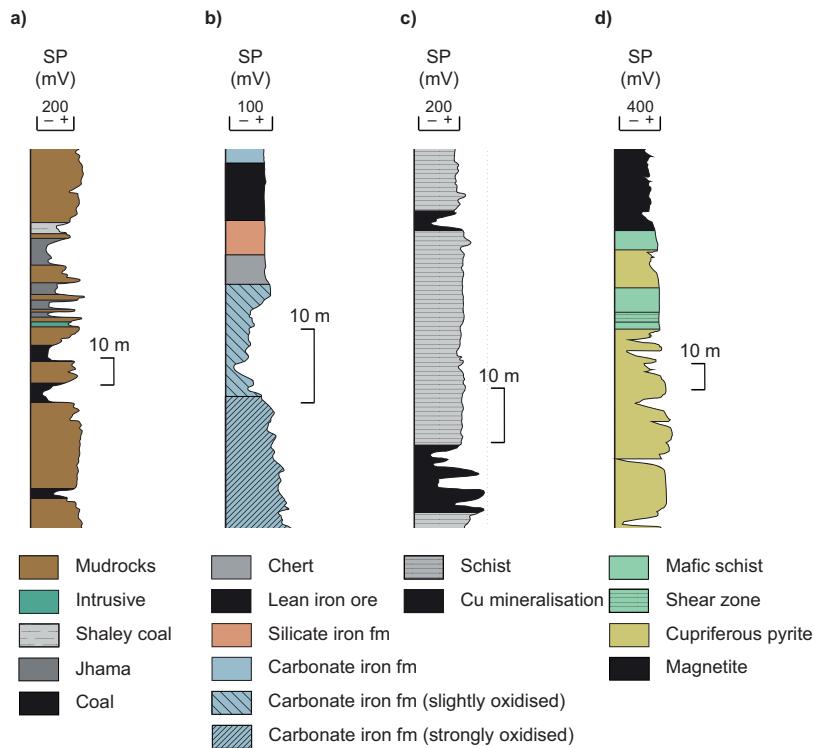 a)
SP
(mV)
200
– +
10 m
b)
SP
(mV)
100
– +
10 m
c)
SP
(mV)
200
– +
10 m
d)
SP
(mV)
400
– +
10 m
Mudrocks
Intrusive
Shaley coal
Jhama
Coal
Chert
Lean iron ore
Silicate iron fm
Carbonate iron fm
Carbonate iron fm (slightly oxidised)
Carbonate iron fm (strongly oxidised)
Schist
Cu mineralisation
Mafic schist
Shear zone
Cupriferous pyrite
Magnetite